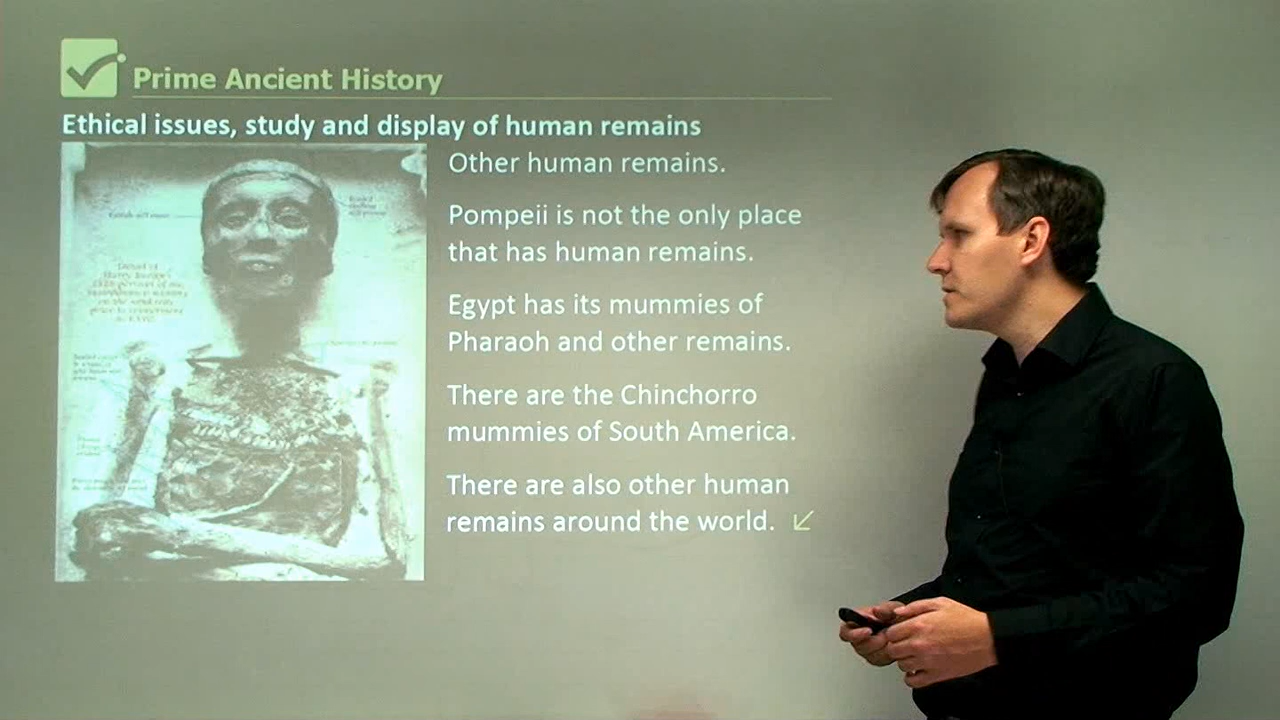 Prime Ancient History
Ethical issues, study and display of human remains
Other human remains.
Pompeii is not the only place
that has human remains.
Egypt has its mummies of
Pharaoh and other remains.
There are the Chinchorro
mummies of South America.
There are also other human
remains around the world.